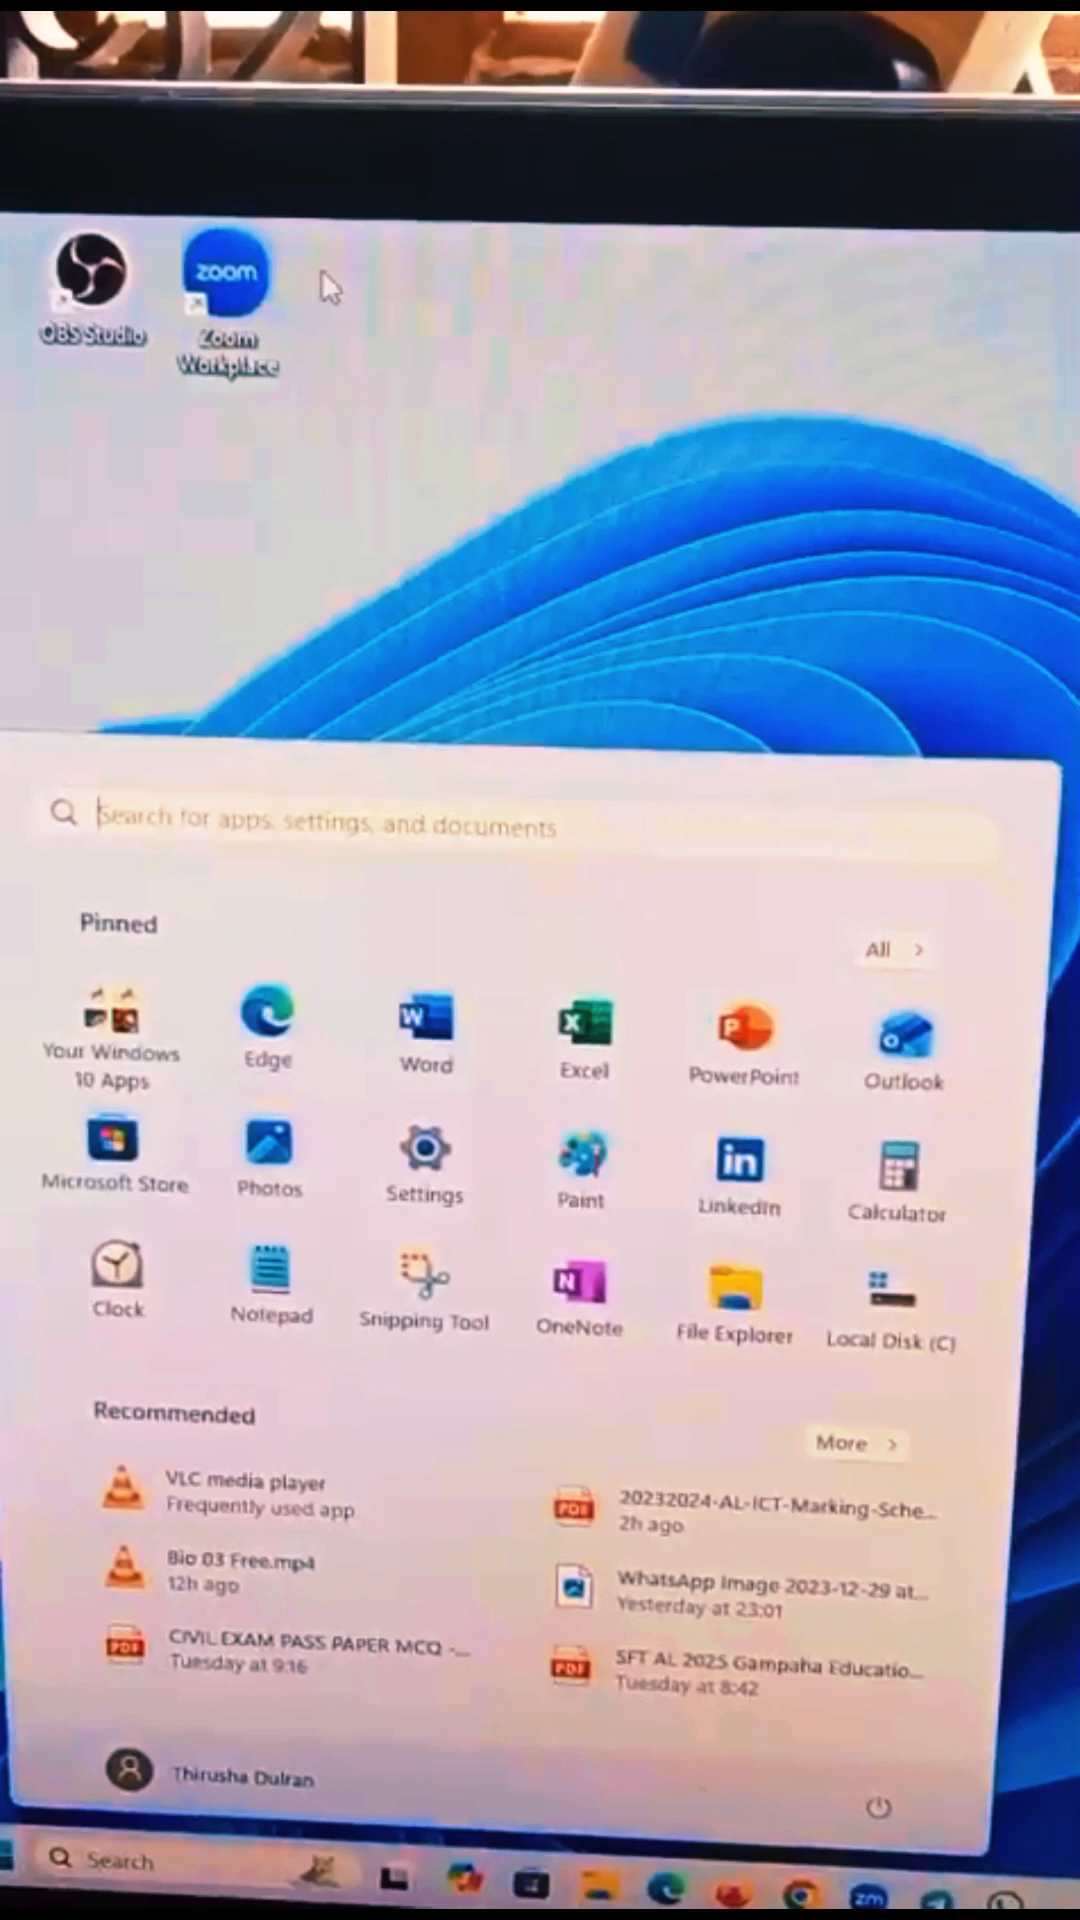 zoom
OBS Studio
Zoom
Workplace
Search for apps, settings, and documents
Pinned
All >
Your Windows
10 Apps
Edge
Word
Excel
PowerPoint
Outlook
Microsoft Store
Photos
Settings
Paint
LinkedIn
Calculator
Clock
Notepad
Snipping Tool
OneNote
File Explorer
Local Disk (C)
Recommended
More >
VLC media player
Frequently used app
20232024-AL-ICT-Marking-Sche...
2h ago
Bio 03 Free.mp4
12h ago
WhatsApp Image 2023-12-29 at...
Yesterday at 23:01
CIVIL EXAM PASS PAPER MCQ -...
Tuesday at 9:16
SFT AL 2025 Gampaha Educatio...
Tuesday at 8:42
Thirusha Dulran
Search
zm